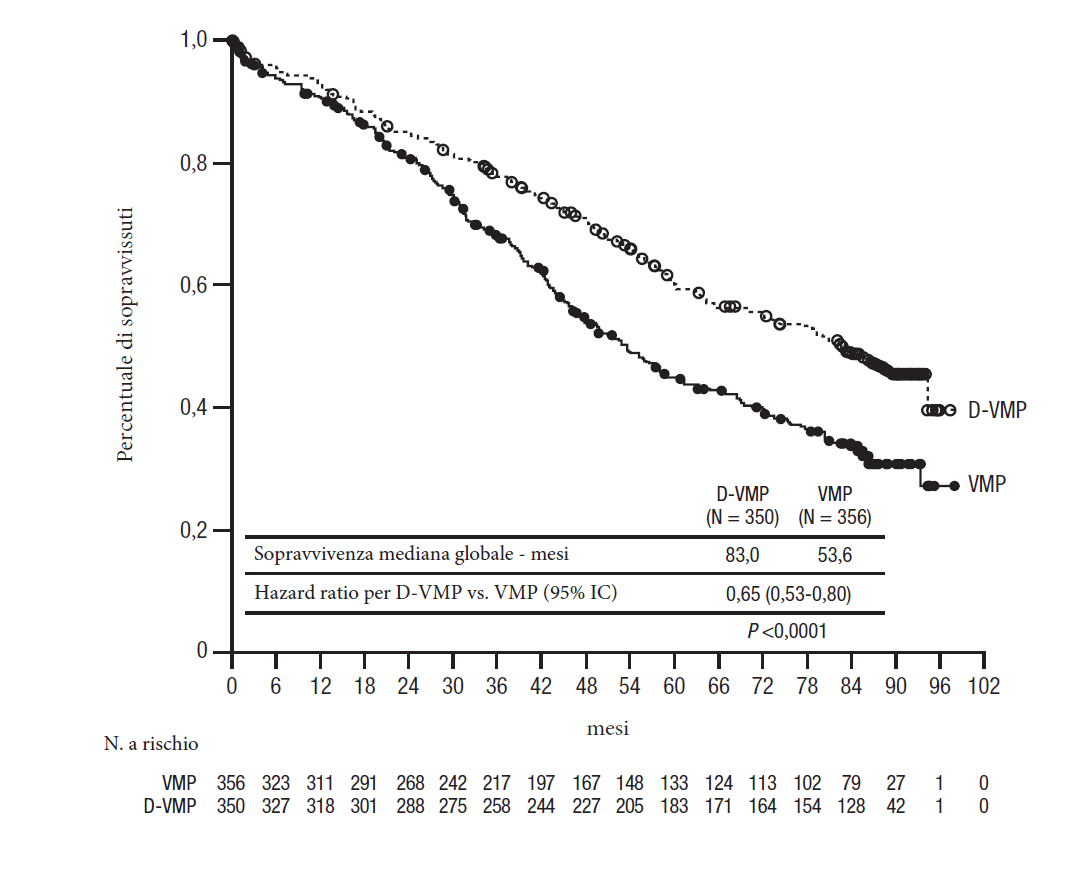 1,0
0,8
0,6
0,4
0,2
0
Percentuale di sopravvissuti
D-VMP
VMP
D-VMP VMP
(N = 350) (N = 356)
Sopravvivenza mediana globale - mesi 83,0 53,6
Hazard ratio per D-VMP vs. VMP (95% IC) 0,65 (0,53-0,80)
P <0,0001
0 6 12 18 24 30 36 42 48 54 60 66 72 78 84 90 96 102
mesi
N. a rischio
VMP 356 323 311 291 268 242 217 197 167 148 133 124 113 102 79 27 1 0
D-VMP 350 327 318 301 288 275 258 244 227 205 183 171 164 154 128 42 1 0